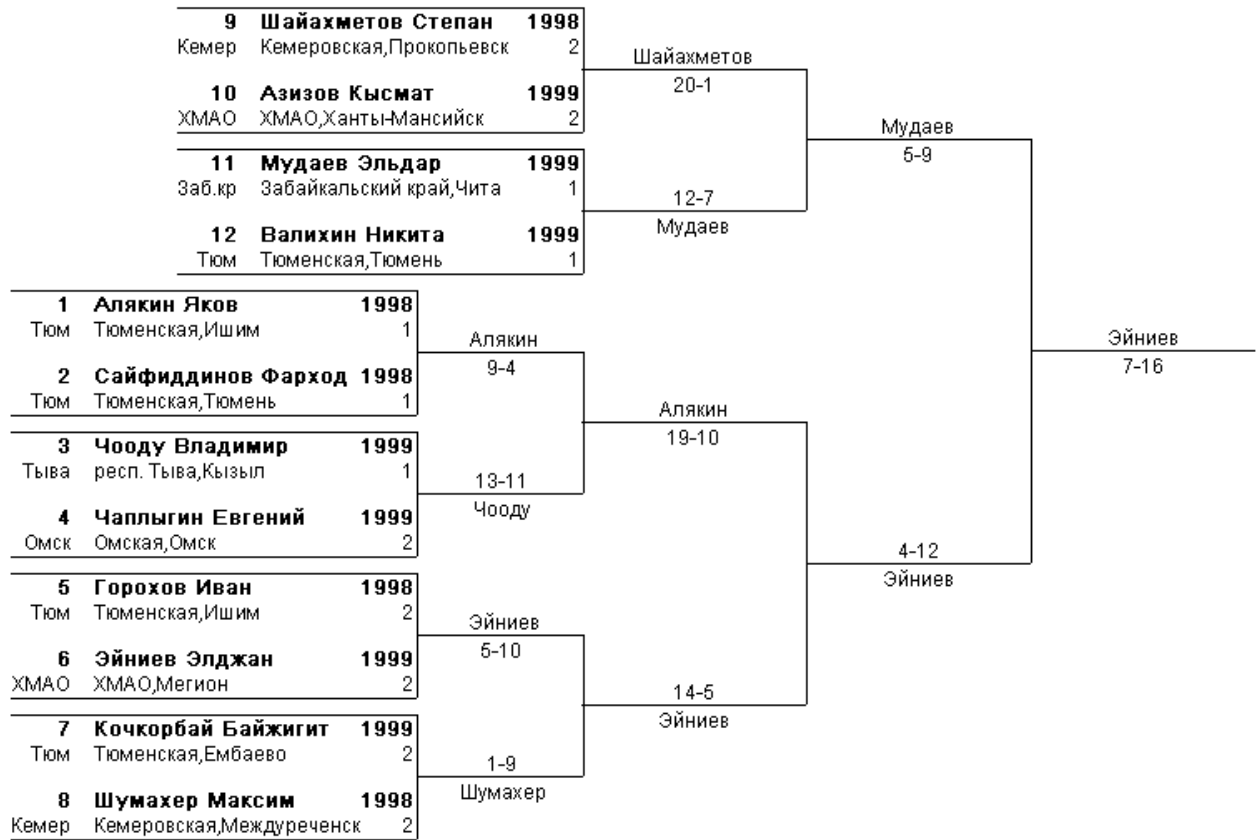 9 Шайахметов Степан 1998
Кемер Кемеровская,Прокопьевск 2
Шайахметов
20-1
10 Азизов Кысмат 1999
ХМАО ХМАО,Ханты-Мансийск 2
Мудаев
5-9
11 Мудаев Эльдар 1999
Заб.кр Забайкальский край,Чита 1
12-7
Мудаев
12 Валихин Никита 1999
Тюм Тюменская,Тюмень 1
1 Алякин Яков 1998
Тюм Тюменская,Ишим 1
Алякин
9-4
Эйниев
7-16
2 Сайфиддинов Фарход 1998
Тюм Тюменская,Тюмень 1
Алякин
19-10
3 Чооду Владимир 1999
Тыва респ. Тыва,Кызыл 1
13-11
Чооду
4 Чаплыгин Евгений 1999
Омск Омская,Омск 2
4-12
Эйниев
5 Горохов Иван 1998
Тюм Тюменская,Ишим 2
Эйниев
5-10
6 Эйниев Элджан 1999
ХМАО ХМАО,Мегион 2
14-5
Эйниев
7 Кочкорбай Байжигит 1999
Тюм Тюменская,Ембаево 2
1-9
Шумахер
8 Шумахер Максим 1998
Кемер Кемеровская,Междуреченск 2